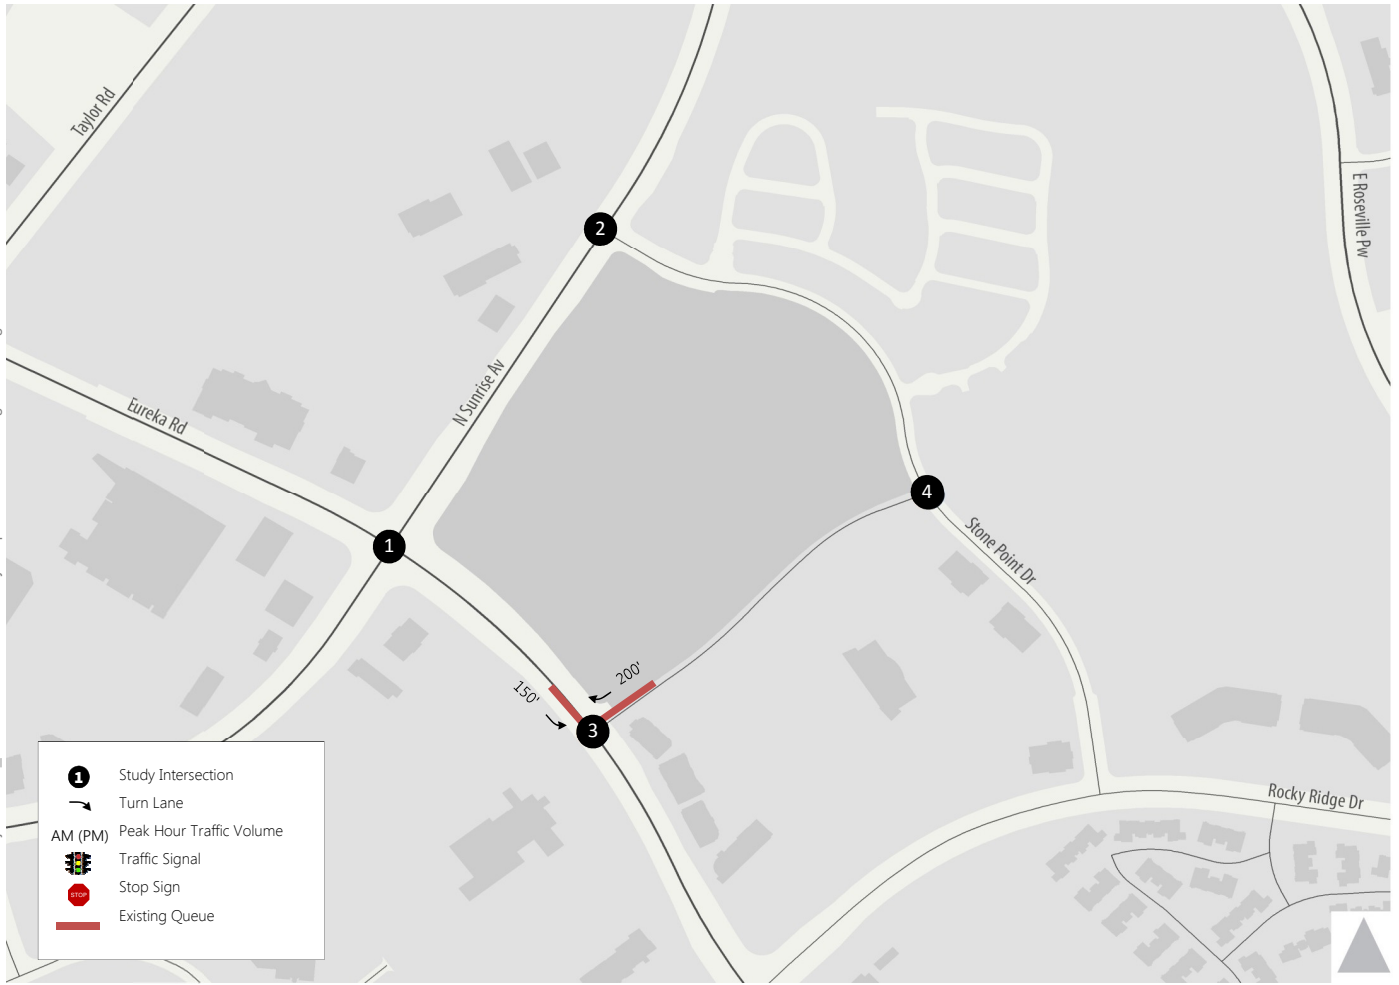 Taylor Rd
E Roseville Pw
2
N Sunrise Av
Eureka Rd
4
1
Stone Point Dr
200'
150'
3
1 Study Intersection
Turn Lane
AM (PM) Peak Hour Traffic Volume
Traffic Signal
STOP Stop Sign
Existing Queue
Rocky Ridge Dr